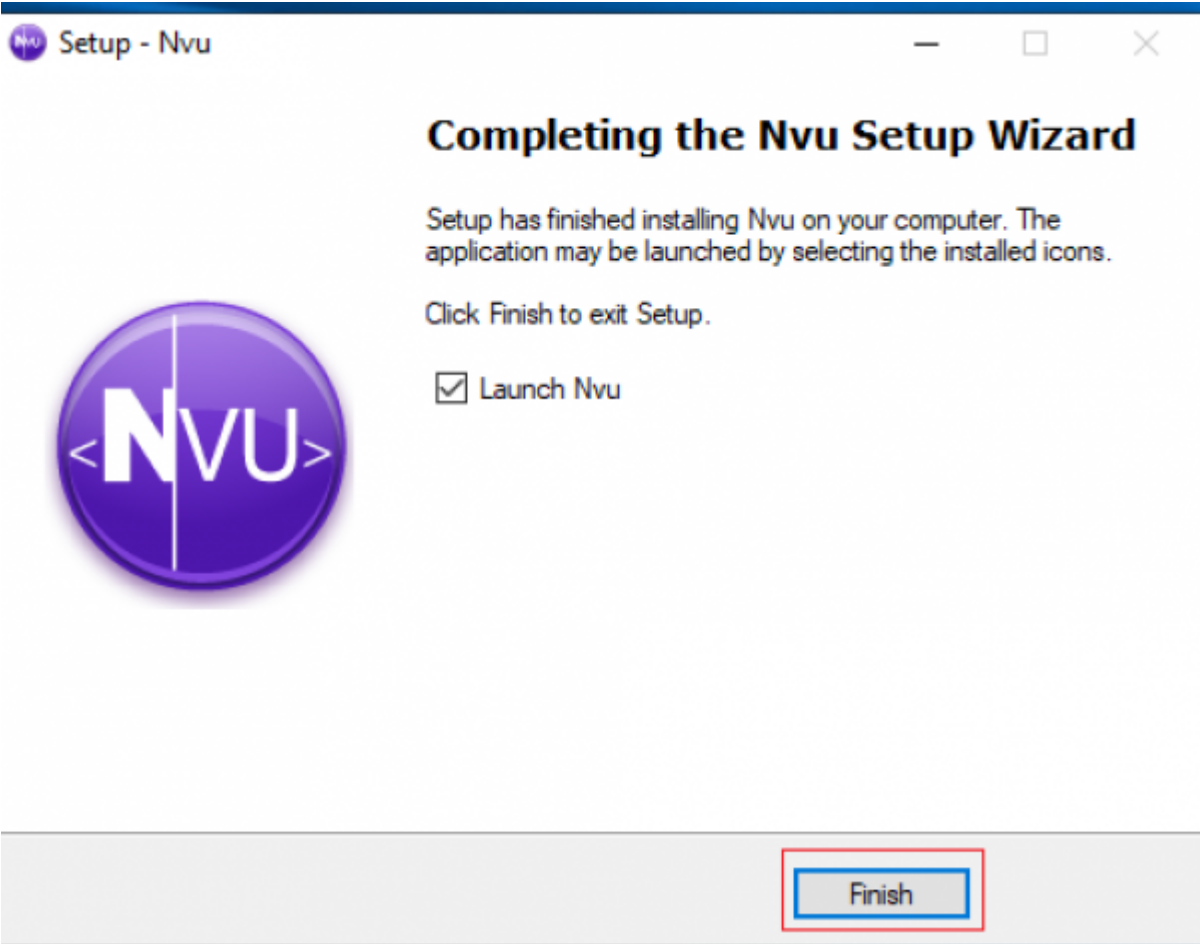 Setup - Nvu
Completing the Nvu Setup Wizard
Setup has finished installing Nvu on your computer. The
application may be launched by selecting the installed icons.
Click Finish to exit Setup.
Launch Nvu
<NVU>
Finish